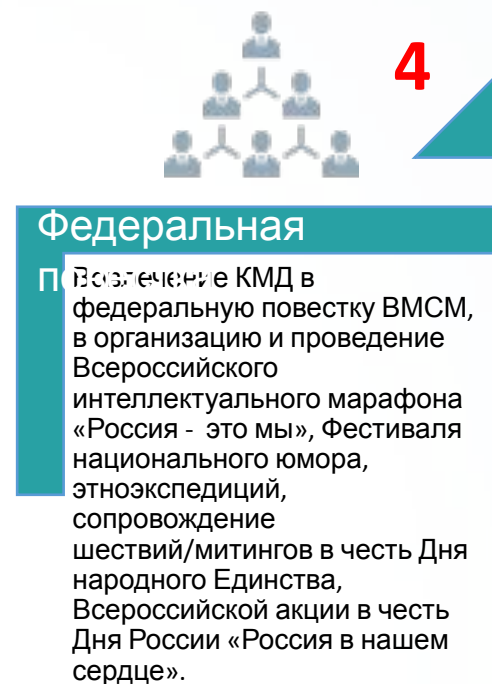 4
Федеральная
Вовлечение КМД в
федеральную повестку ВМСМ,
в организацию и проведение
Всероссийского
интеллектуального марафона
«Россия - это мы», Фестиваля
национального юмора,
этноэкспедиций,
сопровождение
шествий/митингов в честь Дня
народного Единства,
Всероссийской акции в честь
Дня России «Россия в нашем
сердце».